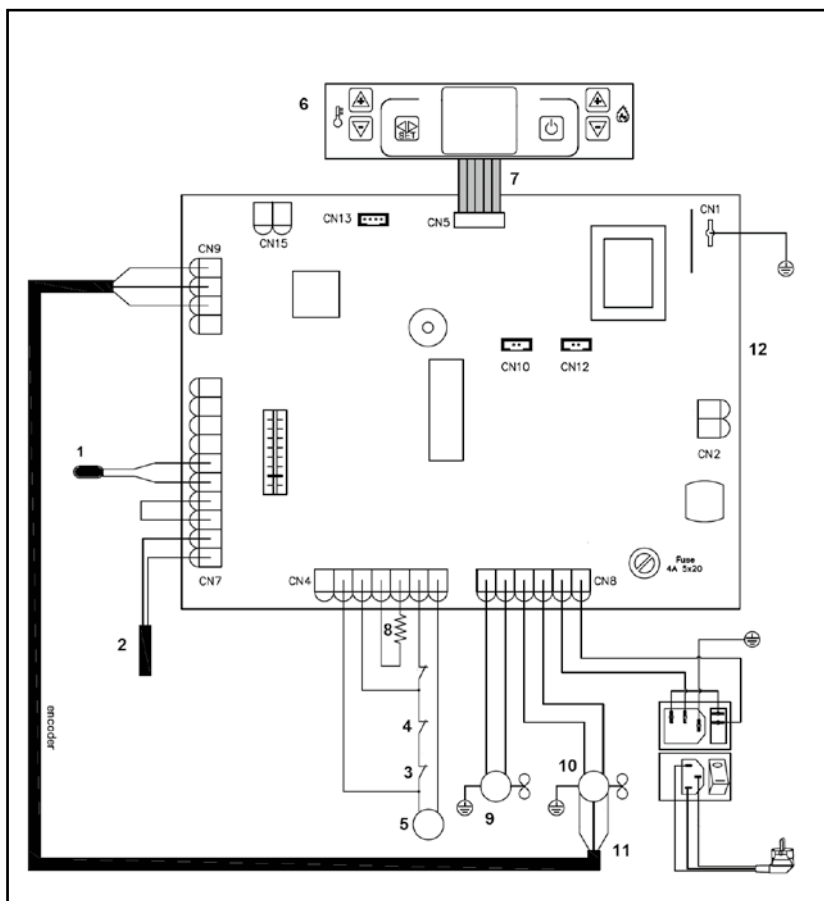 6
+
-
SET
+
-
7
CN13
CN15
CN5
CN1
CN9
12
CN10
CN12
1
CN2
CN7
Fuse
4A 5x20
CN4
CN8
8
2
encoder
4
3
10
5
9
11